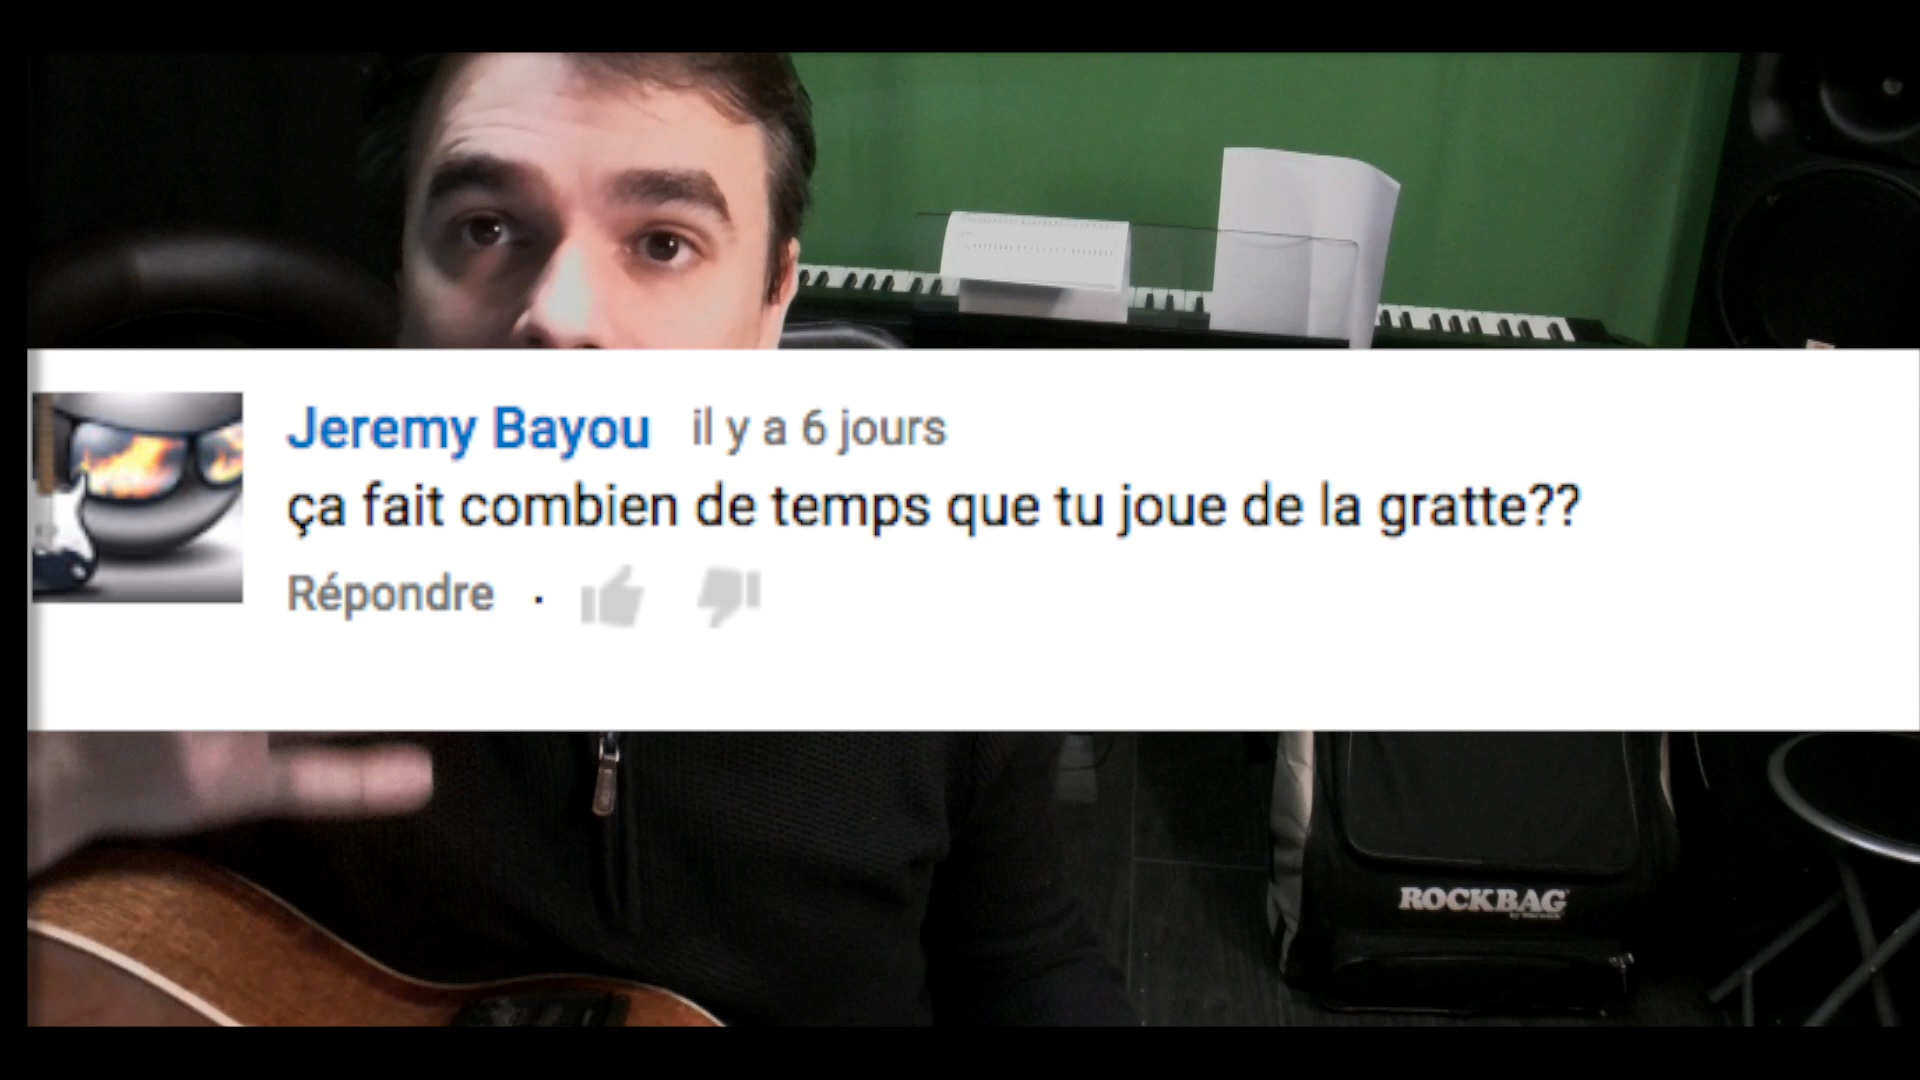 Jeremy Bayou il y a 6 jours
ça fait combien de temps que tu joue de la gratte??
Répondre ·
ROCKBAG